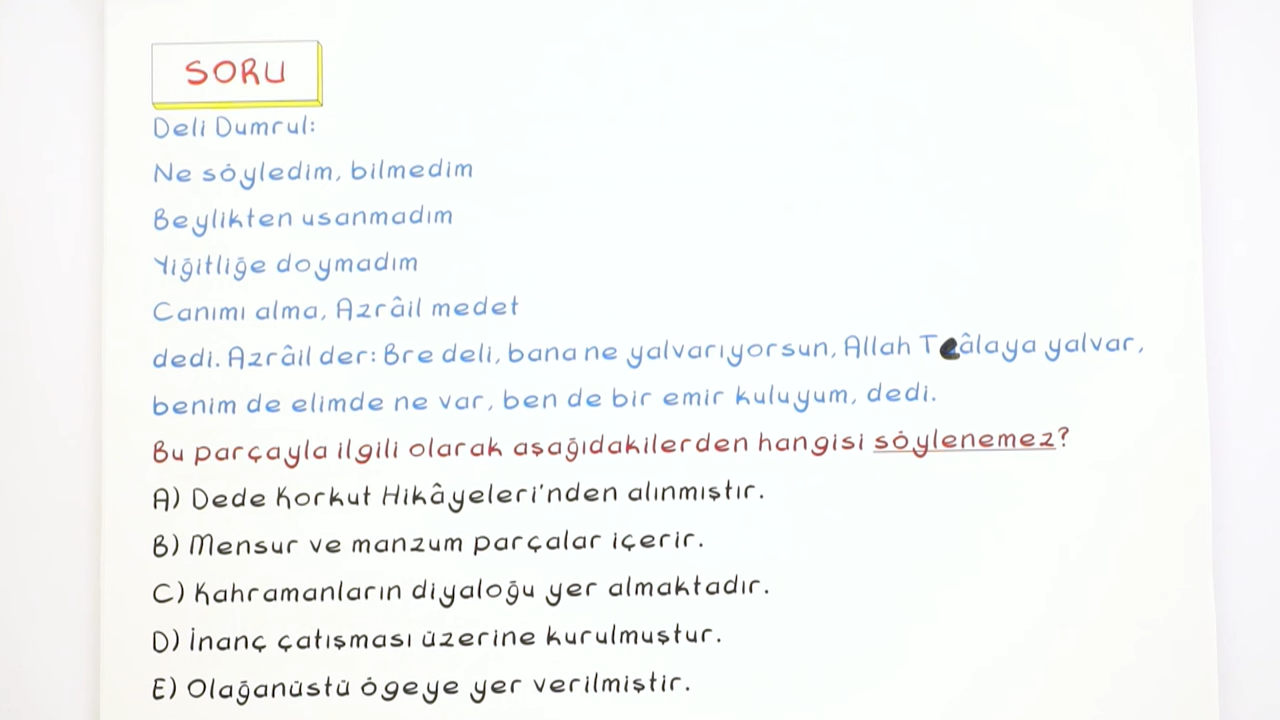 SORU
Deli Dumrul:
Ne söyledim, bilmedim
Beylikten usanmadım
Yiğitliğe doymadım
Canımı alma, Azrâil medet
dedi. Azrâil der: Bre deli, bana ne yalvarıyorsun, Allah Teâlaya yalvar,
benim de elimde ne var, ben de bir emir kuluyum, dedi.
Bu parçayla ilgili olarak aşağıdakilerden hangisi söylenemez?
A) Dede Korkut Hikâyeleri'nden alınmıştır.
B) Mensur ve manzum parçalar içerir.
C) Kahramanların diyaloğu yer almaktadır.
D) İnanç çatışması üzerine kurulmuştur.
E) Olağanüstü ögeye yer verilmiştir.